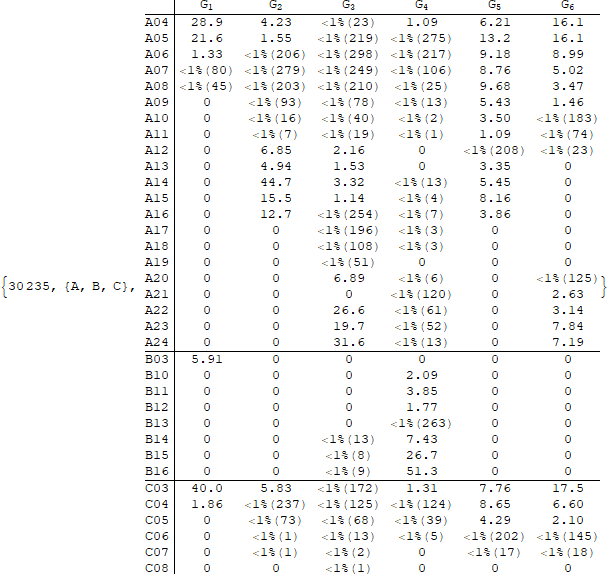 G1 G2 G3 G4 G5 G6
A04 28.9 4.23 <1%(23) 1.09 6.21 16.1
A05 21.6 1.55 <1%(219) <1%(275) 13.2 16.1
A06 1.33 <1%(206) <1%(298) <1%(217) 9.18 8.99
A07 <1%(80) <1%(279) <1%(249) <1%(106) 8.76 5.02
A08 <1%(45) <1%(203) <1%(210) <1%(25) 9.68 3.47
A09 0 <1%(93) <1%(78) <1%(13) 5.43 1.46
A10 0 <1%(16) <1%(40) <1%(2) 3.50 <1%(183)
A11 0 <1%(7) <1%(19) <1%(1) 1.09 <1%(74)
A12 0 6.85 2.16 0 <1%(208) <1%(23)
A13 0 4.94 1.53 0 3.35 0
A14 0 44.7 3.32 <1%(13) 5.45 0
A15 0 15.5 1.14 <1%(4) 8.16 0
A16 0 12.7 <1%(254) <1%(7) 3.86 0
A17 0 0 <1%(196) <1%(3) 0 0
A18 0 0 <1%(108) <1%(3) 0 0
A19 0 0 <1%(51) 0 0 0
{30235, {A, B, C}, A20 0 0 6.89 <1%(6) 0 <1%(125) }
A21 0 0 0 <1%(120) 0 2.63
A22 0 0 26.6 <1%(61) 0 3.14
A23 0 0 19.7 <1%(52) 0 7.84
A24 0 0 31.6 <1%(13) 0 7.19
B03 5.91 0 0 0 0 0
B10 0 0 0 2.09 0 0
B11 0 0 0 3.85 0 0
B12 0 0 0 1.77 0 0
B13 0 0 0 <1%(263) 0 0
B14 0 0 <1%(13) 7.43 0 0
B15 0 0 <1%(8) 26.7 0 0
B16 0 0 <1%(9) 51.3 0 0
C03 40.0 5.83 <1%(172) 1.31 7.76 17.5
C04 1.86 <1%(237) <1%(125) <1%(124) 8.65 6.60
C05 0 <1%(73) <1%(68) <1%(39) 4.29 2.10
C06 0 <1%(1) <1%(13) <1%(5) <1%(202) <1%(145)
C07 0 <1%(1) <1%(2) 0 <1%(17) <1%(18)
C08 0 0 <1%(1) 0 0 0